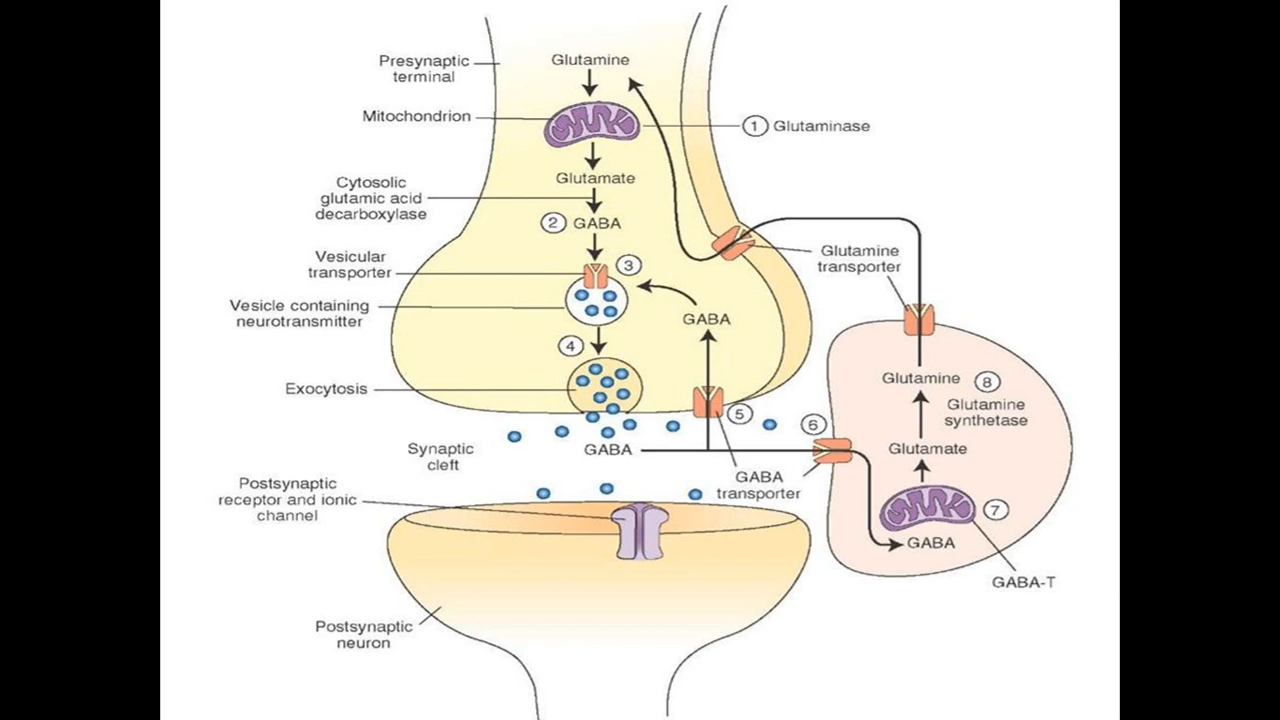 Glutamine
Presynaptic
terminal
Mitochondrion
1 Glutaminase
Glutamate
Cytosolic
glutamic acid
decarboxylase
2 GABA
Vesicular
transporter
3
Glutamine
transporter
Vesicle containing
neurotransmitter
GABA
4
Exocytosis
Glutamine 8
Glutamine
synthetase
5
6
Synaptic
cleft
GABA
Glutamate
GABA
transporter
Postsynaptic
receptor and ionic
channel
7
GABA
GABA-T
Postsynaptic
neuron